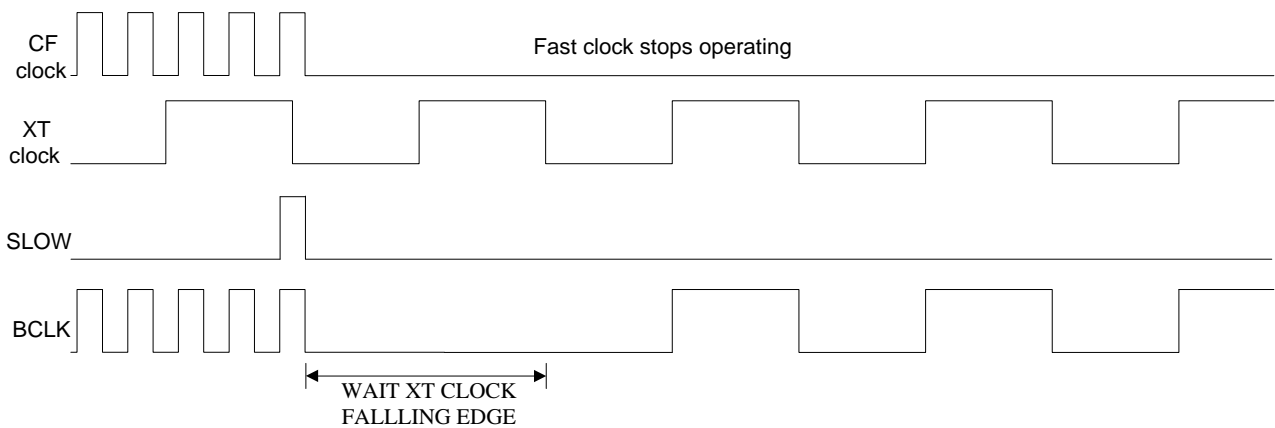 CF
clock
Fast clock stops operating
XT
clock
SLOW
BCLK
WAIT XT CLOCK
FALLLING EDGE